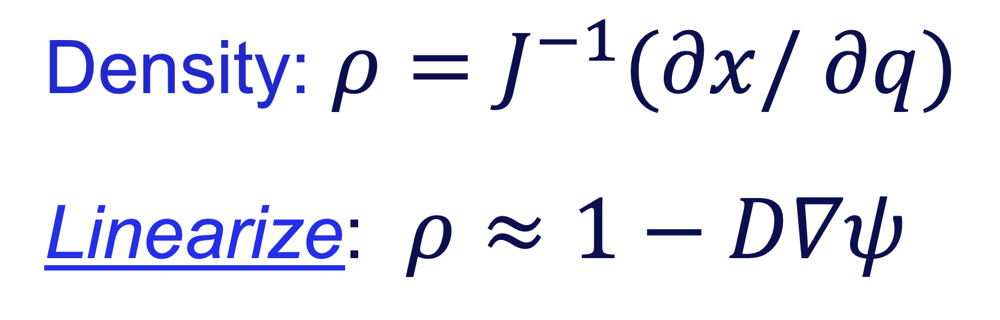 Density: ρ = J⁻¹(∂x/ ∂q)
Linearize: ρ ≈ 1 − D∇ψ